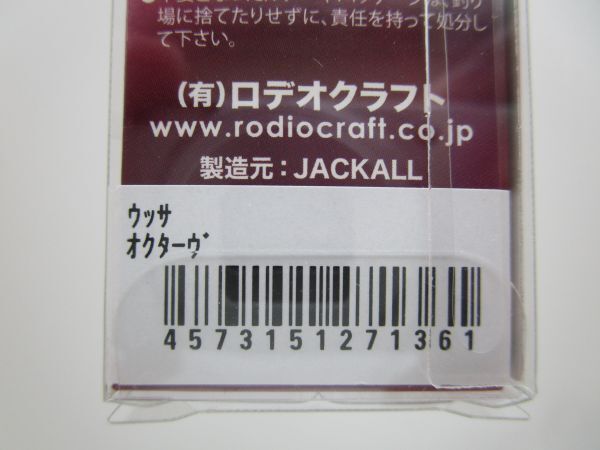 場に捨てたりせずに、責任を持って処分し
て下さい。
(有)ロデオクラフト
www.rodiocraft.co.jp
製造元：JACKALL
ウッサ
オクターヴ
4573151271361